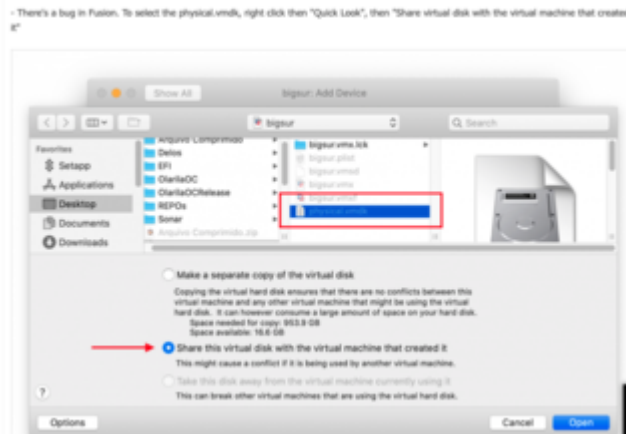 - There's a bug in Fusion. To select the physical.vmdk, right click then "Quick Look", then "Share virtual disk with the virtual machine that created
it"
Show All
bigsur: Add Device
bigsur
Search
Favorites
Setapp
Applications
Desktop
Documents
Downloads
Arquivo Comprimido
Delos
EFI
OlarilaOC
OlarilaOCRelease
REPOs
Sonar
Arquivo Comprimido.zip
bigsur.vmx.lck
bigsur.plist
bigsur.vmsd
bigsur.vmx
bigsur.vmxf
physical.vmdk
Make a separate copy of the virtual disk
Copying the virtual hard disk ensures that there are no conflicts between this
virtual machine and any other virtual machine that might be using the virtual
hard disk. It can however consume a large amount of space on your hard disk.
Space needed for copy: 953.9 GB
Space available: 16.6 GB
Share this virtual disk with the virtual machine that created it
This might cause a conflict if it is being used by another virtual machine.
Take this disk away from the virtual machine currently using it
This can break other virtual machines that are using the virtual hard disk.
?
Options
Cancel
Open